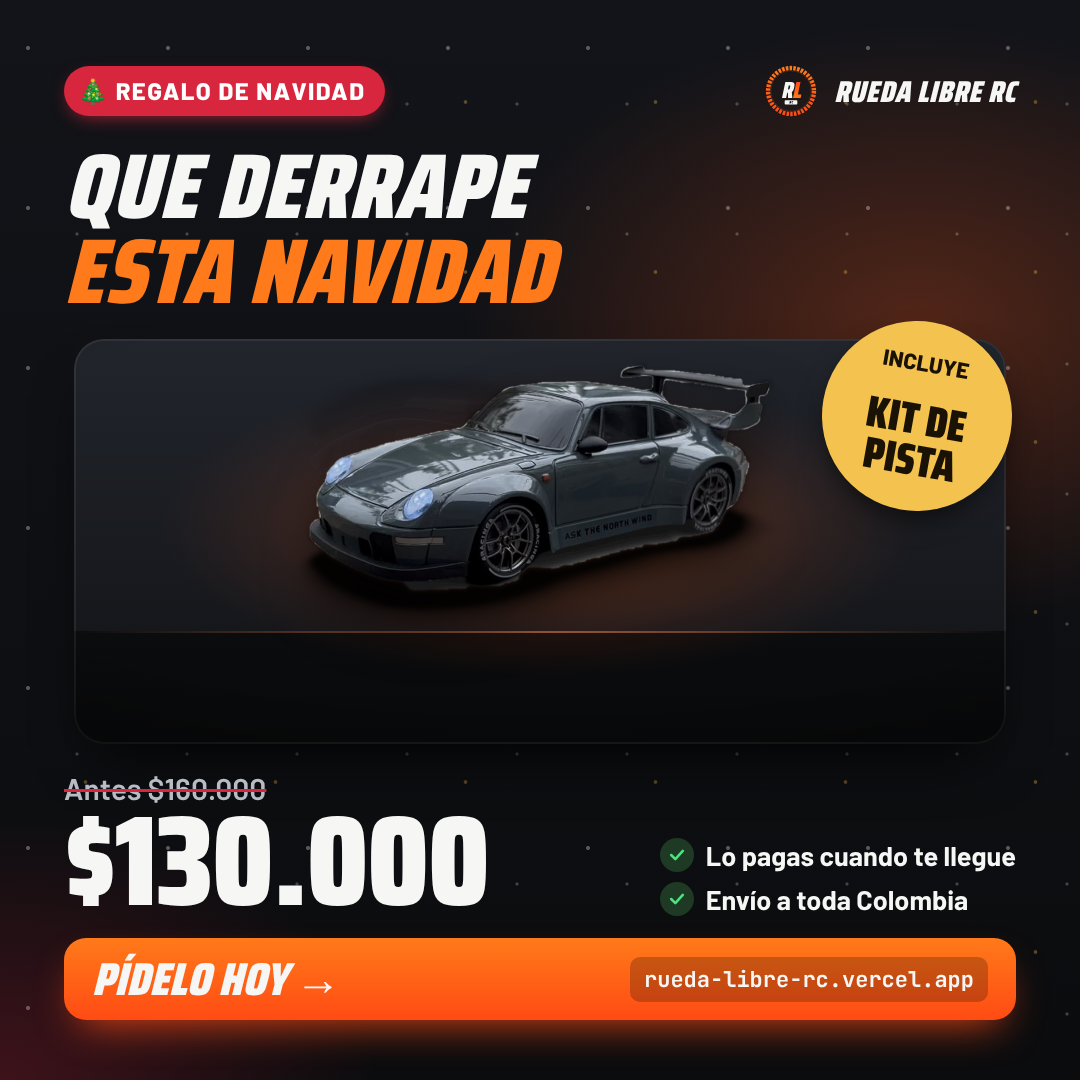 🎄 REGALO DE NAVIDAD
RL
RUEDA LIBRE RC
QUE DERRAPE
ESTA NAVIDAD
INCLUYE
KIT DE
PISTA
ASK THE NORTH WIND
Antes $160.000
$130.000
Lo pagas cuando te llegue
Envío a toda Colombia
PÍDELO HOY →
rueda-libre-rc.vercel.app